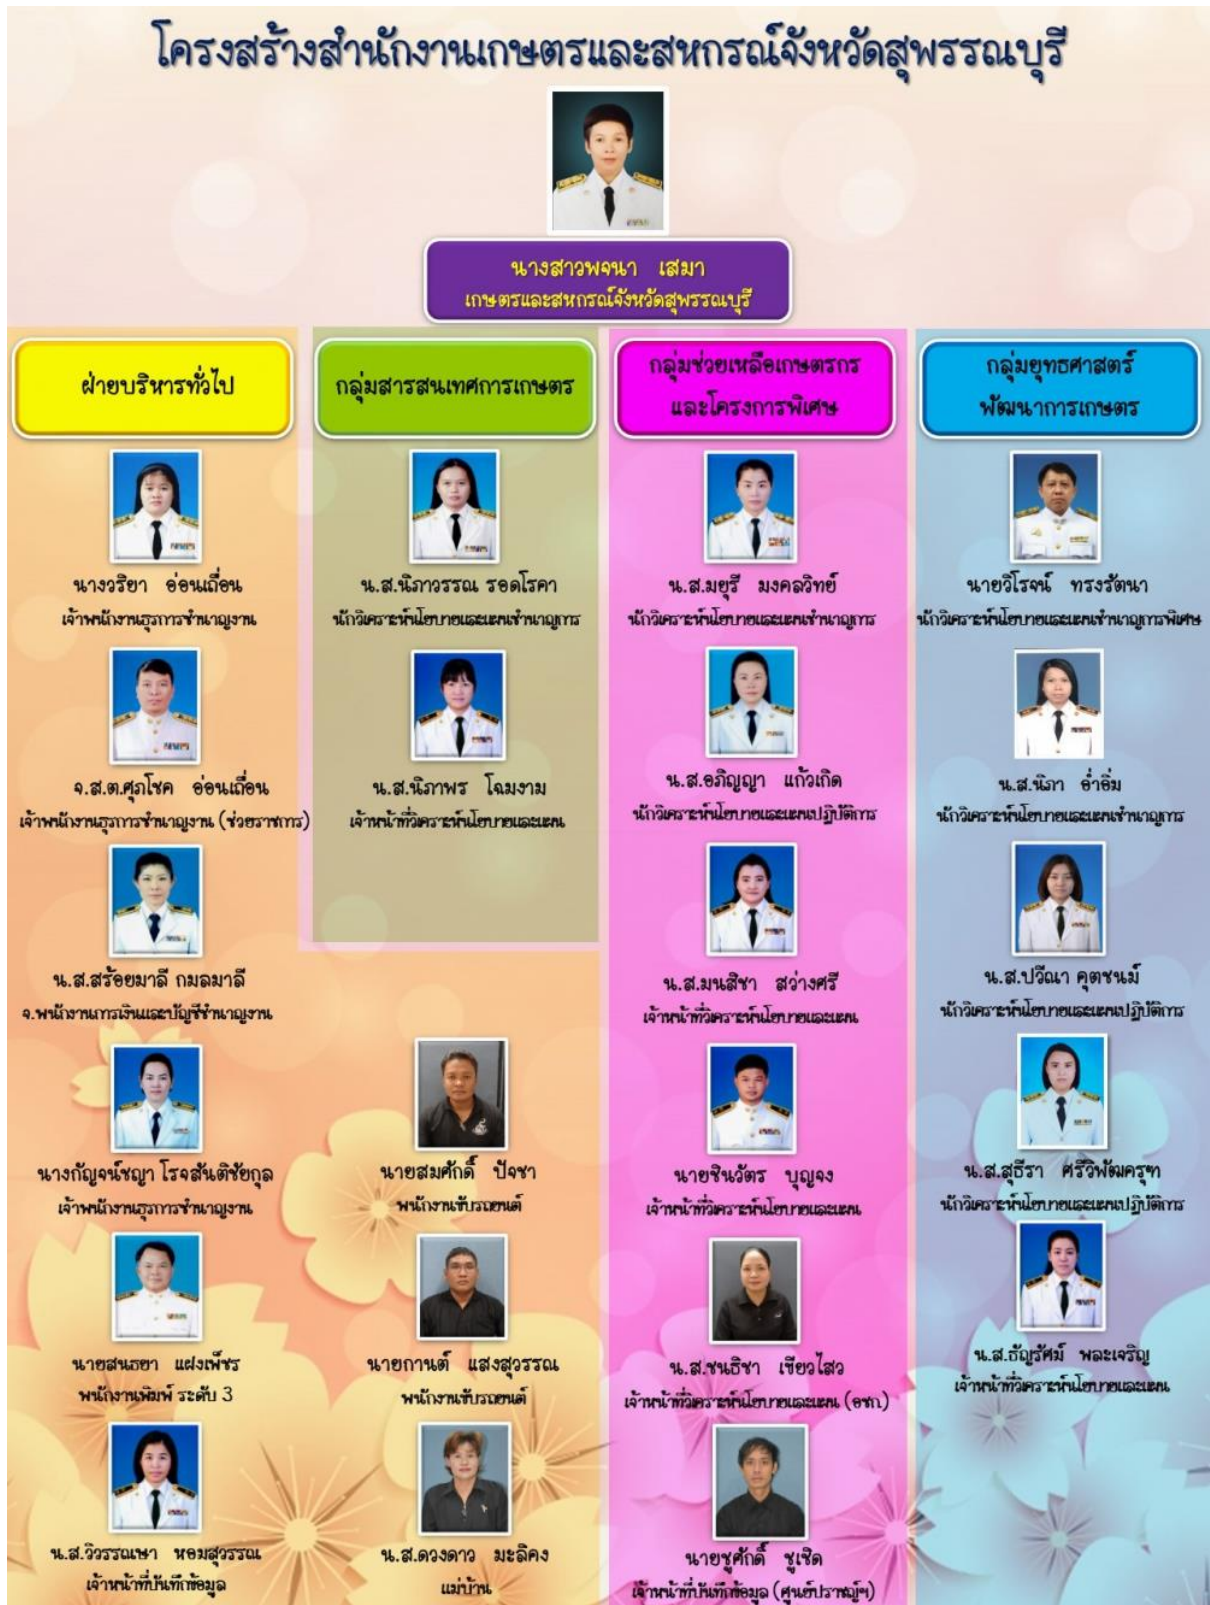 โครงสร้างสำนักงานเกษตรและสหกรณ์จังหวัดสุพรรณบุรี
นางสาวพจนา เสมา
เกษตรและสหกรณ์จังหวัดสุพรรณบุรี
ฝ่ายบริหารทั่วไป
นางวริยา อ่อนเถื่อน
เจ้าพนักงานธุรการชำนาญงาน
จ.ส.ต.ศุภโชค อ่อนเถื่อน
เจ้าพนักงานธุรการชำนาญงาน (ช่วยราชการ)
น.ส.สร้อยมาลี กมลมาลี
จ.พนักงานการเงินและบัญชีชำนาญงาน
นางกัญจน์ชญา โรจสันติชัยกุล
เจ้าพนักงานธุรการชำนาญงาน
นายสนธยา แฝงเพ็ชร
พนักงานพิมพ์ ระดับ 3
น.ส.วิวรรณษา หอมสุวรรณ
เจ้าหน้าที่บันทึกข้อมูล
กลุ่มสารสนเทศการเกษตร
น.ส.นิภาวรรณ รอดโรคา
นักวิเคราะห์นโยบายและแผนชำนาญการ
น.ส.นิภาพร โฉมงาม
เจ้าหน้าที่วิเคราะห์นโยบายและแผน
นายสมศักดิ์ ปัจชา
พนักงานขับรถยนต์
นายกานต์ แสงสุวรรณ
พนักงานขับรถยนต์
น.ส.ดวงดาว มะลิคง
แม่บ้าน
กลุ่มช่วยเหลือเกษตรกร
และโครงการพิเศษ
น.ส.มยุรี มงคลวิทย์
นักวิเคราะห์นโยบายและแผนชำนาญการ
น.ส.อภิญญา แก้วเกิด
นักวิเคราะห์นโยบายและแผนปฏิบัติการ
น.ส.มนสิชา สว่างศรี
เจ้าหน้าที่วิเคราะห์นโยบายและแผน
นายชินวัตร บุญจง
เจ้าหน้าที่วิเคราะห์นโยบายและแผน
น.ส.ชนธิชา เขียวไสว
เจ้าหน้าที่วิเคราะห์นโยบายและแผน (อชก.)
นายชูศักดิ์ ชูเชิด
เจ้าหน้าที่บันทึกข้อมูล (ศูนย์ปราชญ์ฯ)
กลุ่มยุทธศาสตร์
พัฒนาการเกษตร
นายวิโรจน์ ทรงรัตนา
นักวิเคราะห์นโยบายและแผนชำนาญการพิเศษ
น.ส.นิภา อ่ำอิ่ม
นักวิเคราะห์นโยบายและแผนชำนาญการ
น.ส.ปวีณา คุตชนม์
นักวิเคราะห์นโยบายและแผนปฏิบัติการ
น.ส.สุธีรา ศรีวิพัฒครุฑ
นักวิเคราะห์นโยบายและแผนปฏิบัติการ
น.ส.ธัญรัศม์ พละเจริญ
เจ้าหน้าที่วิเคราะห์นโยบายและแผน